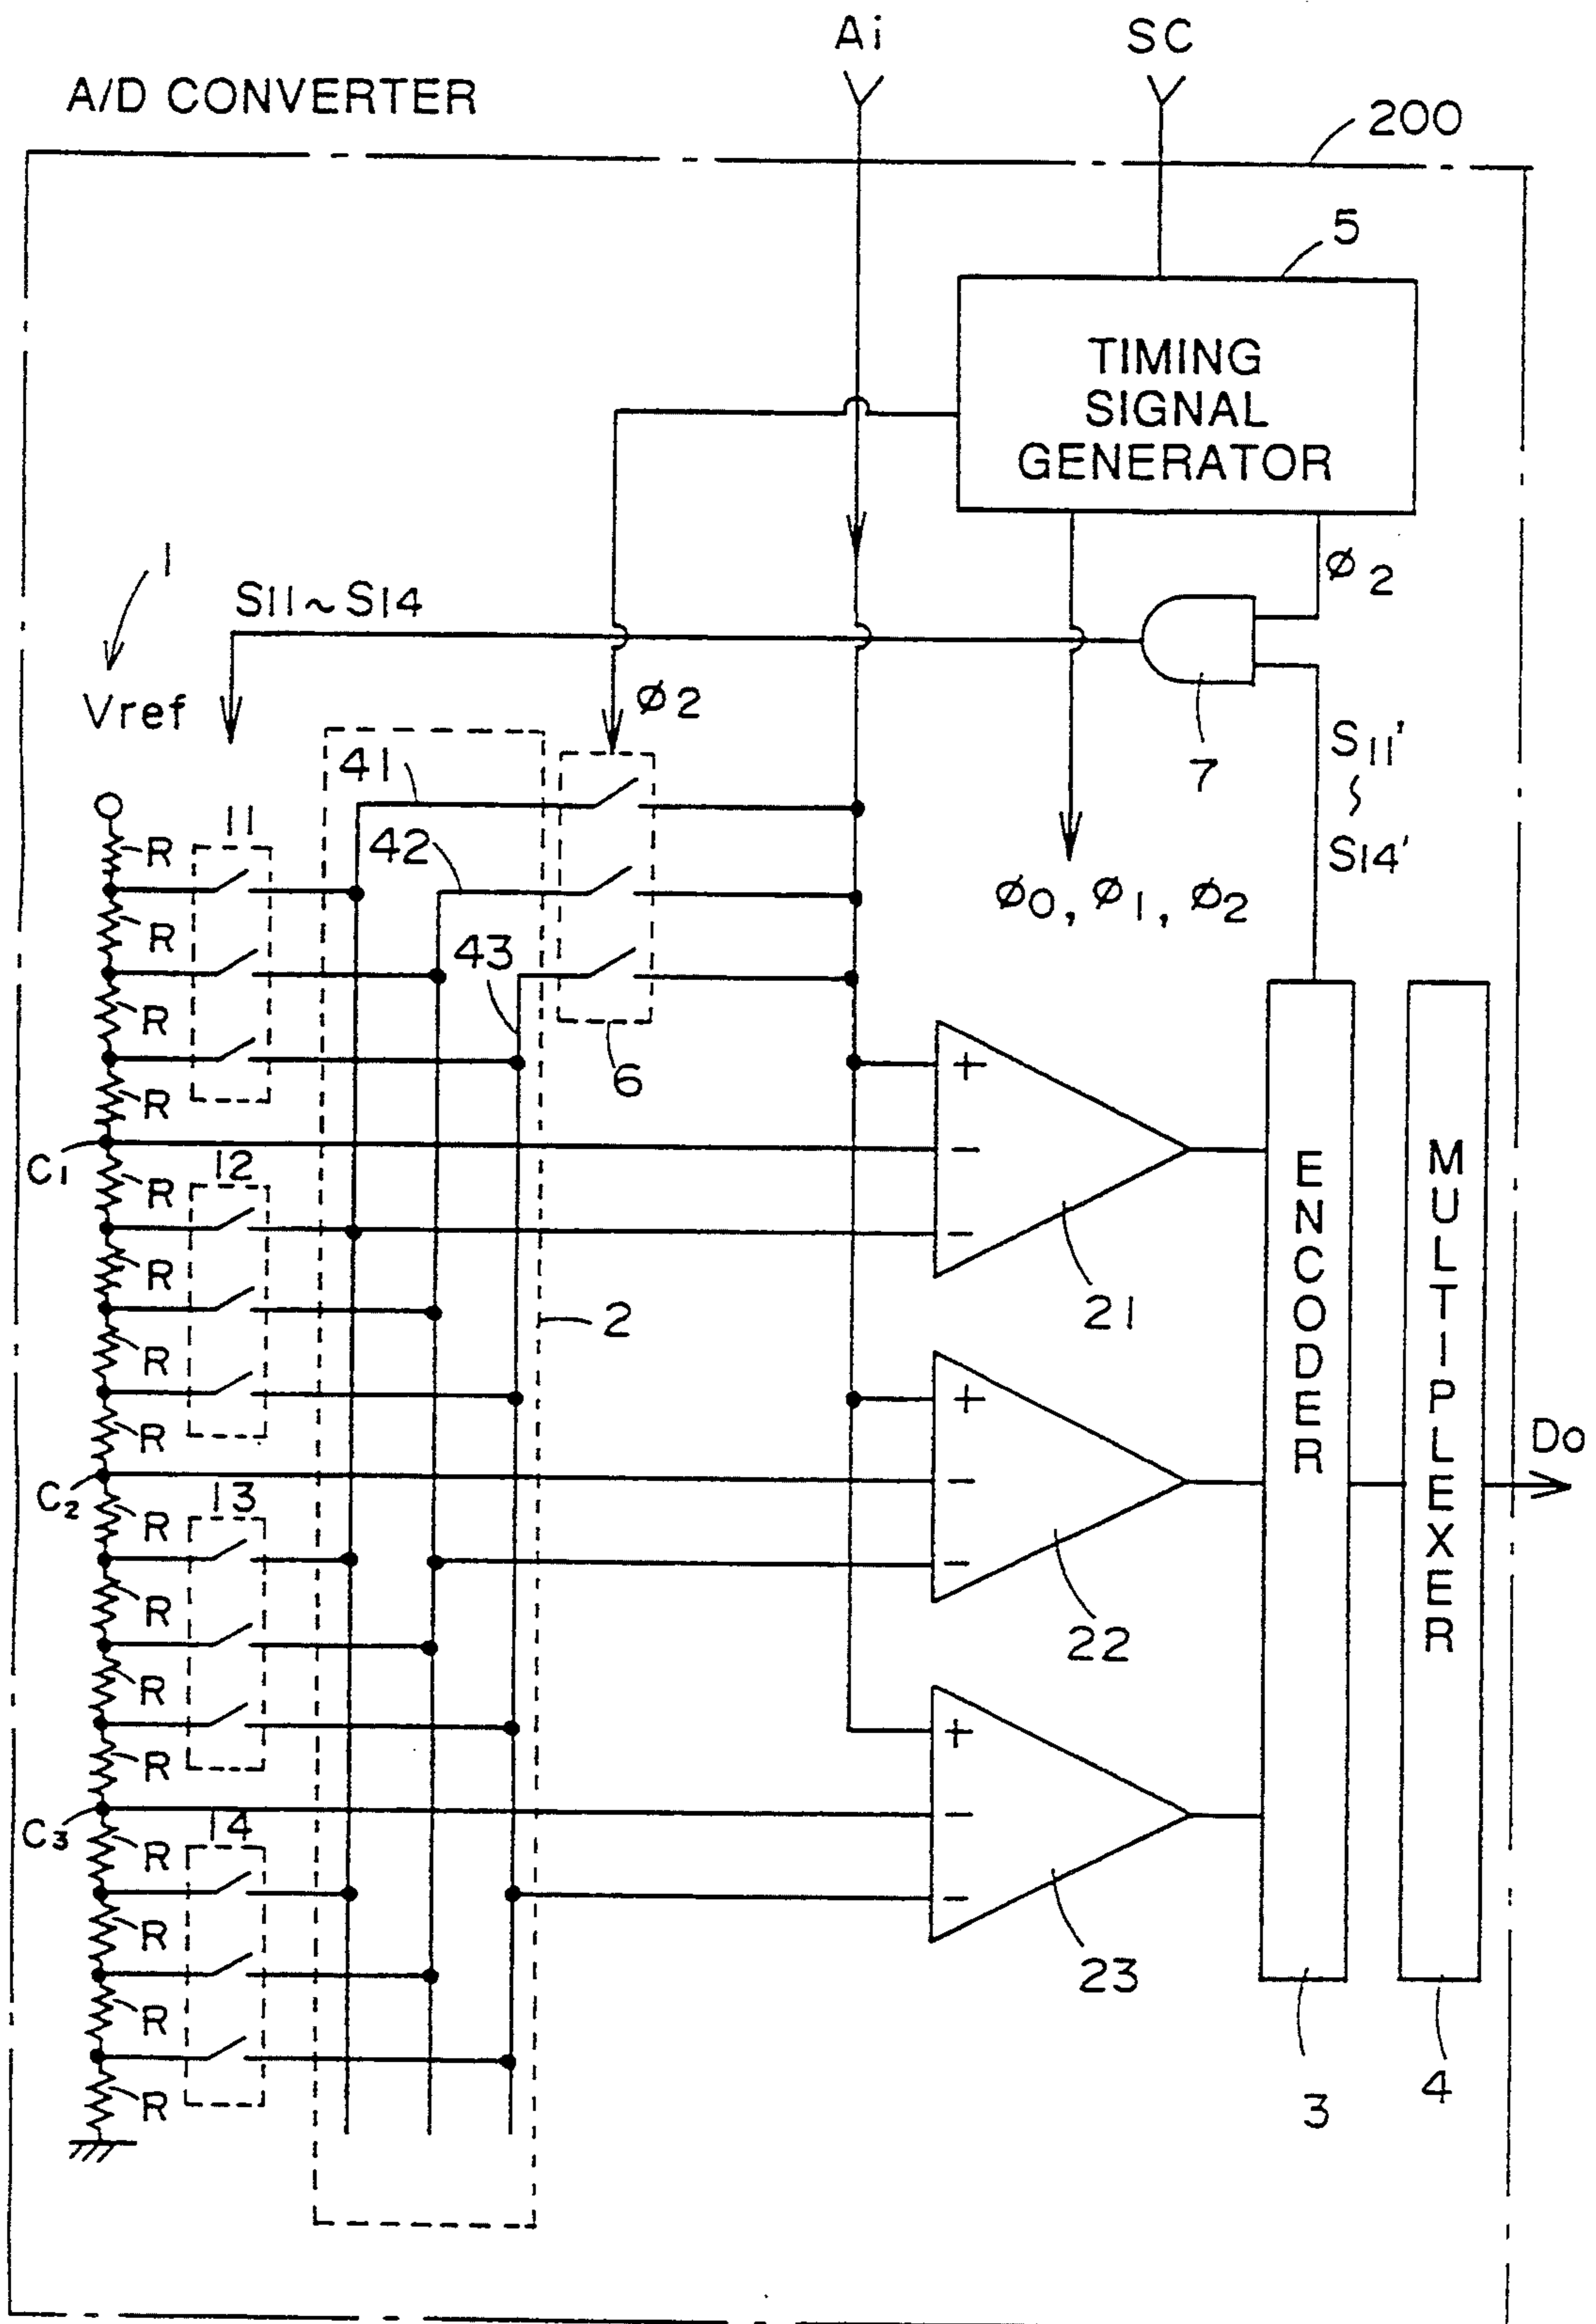 Ai
SC
A/D CONVERTER
200
5
TIMING
SIGNAL
GENERATOR
1
S11~S14
ø2
Vref
ø2
7
S11'
~
S14'
41
11
R
42
ø0, ø1, ø2
R
43
R
6
R
C1
12
R
R
2
21
R
R
C2
13
R
R
22
R
R
C3
14
R
R
23
R
R
ENCODER
MULTIPLEXER
Do
3
4